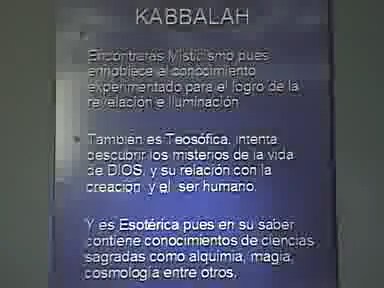 KABBALAH
Encontraras Misticismo pues
ennoblece al conocimiento
experimentado para el logro de la
revelación e iluminación
También es Teosófica, intenta
descubrir los misterios de la vida
de DIOS, y su relación con la
creación y el ser humano.
Y es Esotérica pues en su saber
contiene conocimientos de ciencias
sagradas como alquimia, magia,
cosmología entre otros.